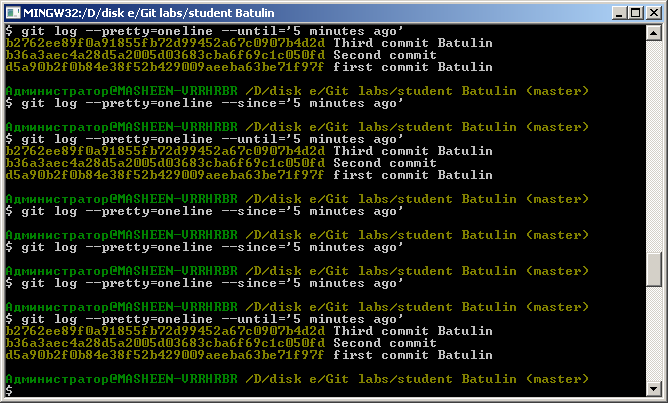 MINGW32:/D/disk e/Git labs/student Batulin
$ git log --pretty=oneline --until='5 minutes ago'
b2762ee89f0a91855fb72d99452a67c0907b4d2d Third commit Batulin
b36a3aec4a28d5a2005d03683cba6f69c1c050fd Second commit
d5a90b2f0b84e38f52b429009aeeba63be71f97f first commit Batulin
Администратор@MASHEEN-VRRHRBR /D/disk e/Git labs/student Batulin (master)
$ git log --pretty=oneline --since='5 minutes ago'
Администратор@MASHEEN-VRRHRBR /D/disk e/Git labs/student Batulin (master)
$ git log --pretty=oneline --until='5 minutes ago'
b2762ee89f0a91855fb72d99452a67c0907b4d2d Third commit Batulin
b36a3aec4a28d5a2005d03683cba6f69c1c050fd Second commit
d5a90b2f0b84e38f52b429009aeeba63be71f97f first commit Batulin
Администратор@MASHEEN-VRRHRBR /D/disk e/Git labs/student Batulin (master)
$ git log --pretty=oneline --since='5 minutes ago'
Администратор@MASHEEN-VRRHRBR /D/disk e/Git labs/student Batulin (master)
$ git log --pretty=oneline --since='5 minutes ago'
Администратор@MASHEEN-VRRHRBR /D/disk e/Git labs/student Batulin (master)
$ git log --pretty=oneline --since='5 minutes ago'
Администратор@MASHEEN-VRRHRBR /D/disk e/Git labs/student Batulin (master)
$ git log --pretty=oneline --until='5 minutes ago'
b2762ee89f0a91855fb72d99452a67c0907b4d2d Third commit Batulin
b36a3aec4a28d5a2005d03683cba6f69c1c050fd Second commit
d5a90b2f0b84e38f52b429009aeeba63be71f97f first commit Batulin
Администратор@MASHEEN-VRRHRBR /D/disk e/Git labs/student Batulin (master)
$